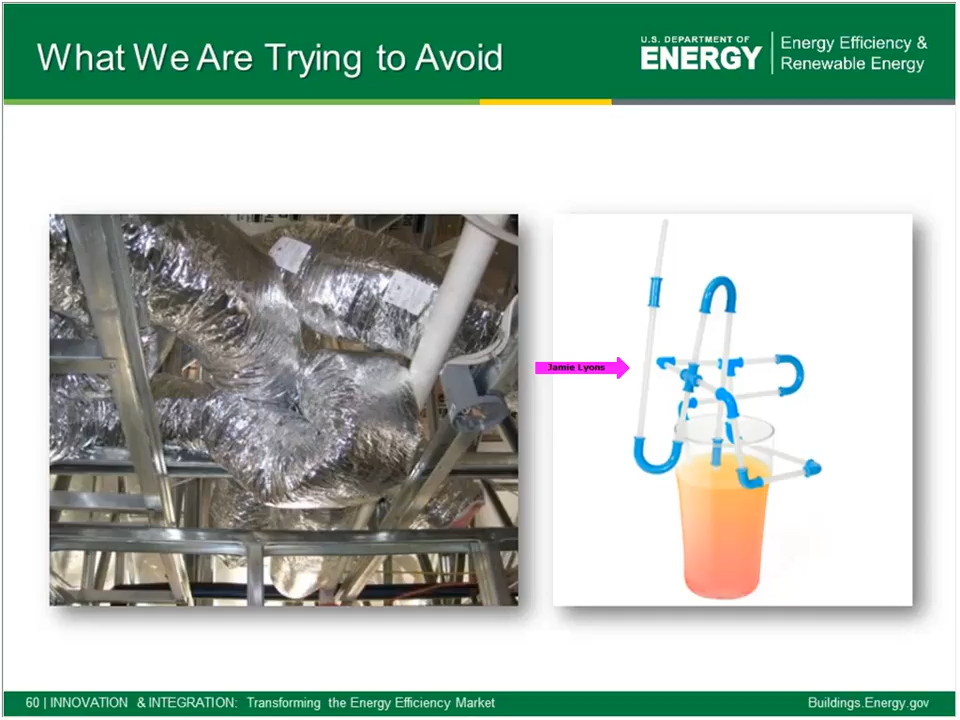 What We Are Trying to Avoid
U.S. DEPARTMENT OF
ENERGY
Energy Efficiency &
Renewable Energy
Jamie Lyons
60 | INNOVATION & INTEGRATION: Transforming the Energy Efficiency Market
Buildings.Energy.gov